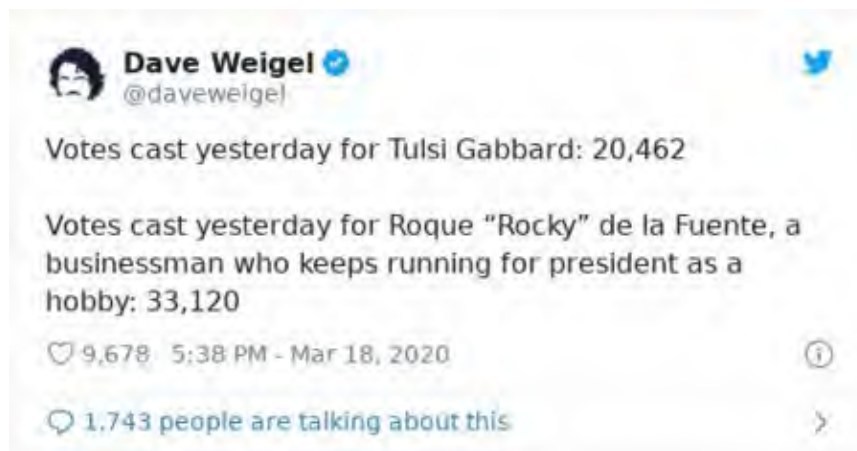 Dave Weigel
@daveweigel
Votes cast yesterday for Tulsi Gabbard: 20,462
Votes cast yesterday for Roque “Rocky” de la Fuente, a
businessman who keeps running for president as a
hobby: 33,120
9,678 5:38 PM - Mar 18, 2020
1,743 people are talking about this